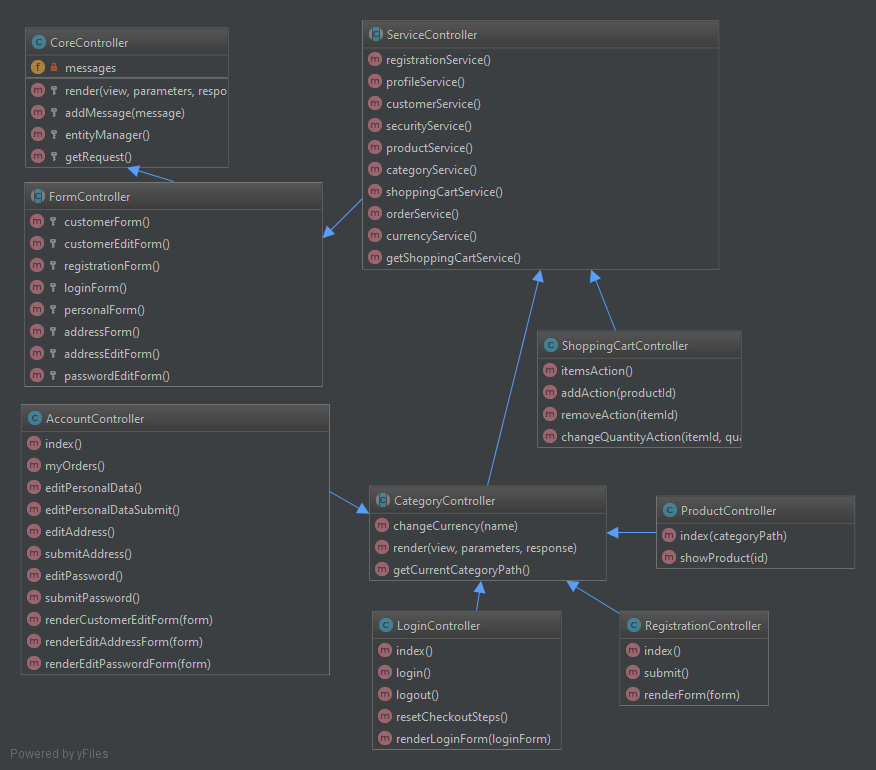 CoreController
messages
render(view, parameters, respo
addMessage(message)
entityManager()
getRequest()
ServiceController
registrationService()
profileService()
customerService()
securityService()
productService()
categoryService()
shoppingCartService()
orderService()
currencyService()
getShoppingCartService()
FormController
customerForm()
customerEditForm()
registrationForm()
loginForm()
personalForm()
addressForm()
addressEditForm()
passwordEditForm()
ShoppingCartController
itemsAction()
addAction(productId)
removeAction(itemId)
changeQuantityAction(itemId, qua
AccountController
index()
myOrders()
editPersonalData()
editPersonalDataSubmit()
editAddress()
submitAddress()
editPassword()
submitPassword()
renderCustomerEditForm(form)
renderEditAddressForm(form)
renderEditPasswordForm(form)
CategoryController
changeCurrency(name)
render(view, parameters, response)
getCurrentCategoryPath()
ProductController
index(categoryPath)
showProduct(id)
LoginController
index()
login()
logout()
resetCheckoutSteps()
renderLoginForm(loginForm)
RegistrationController
index()
submit()
renderForm(form)
Powered by yFiles